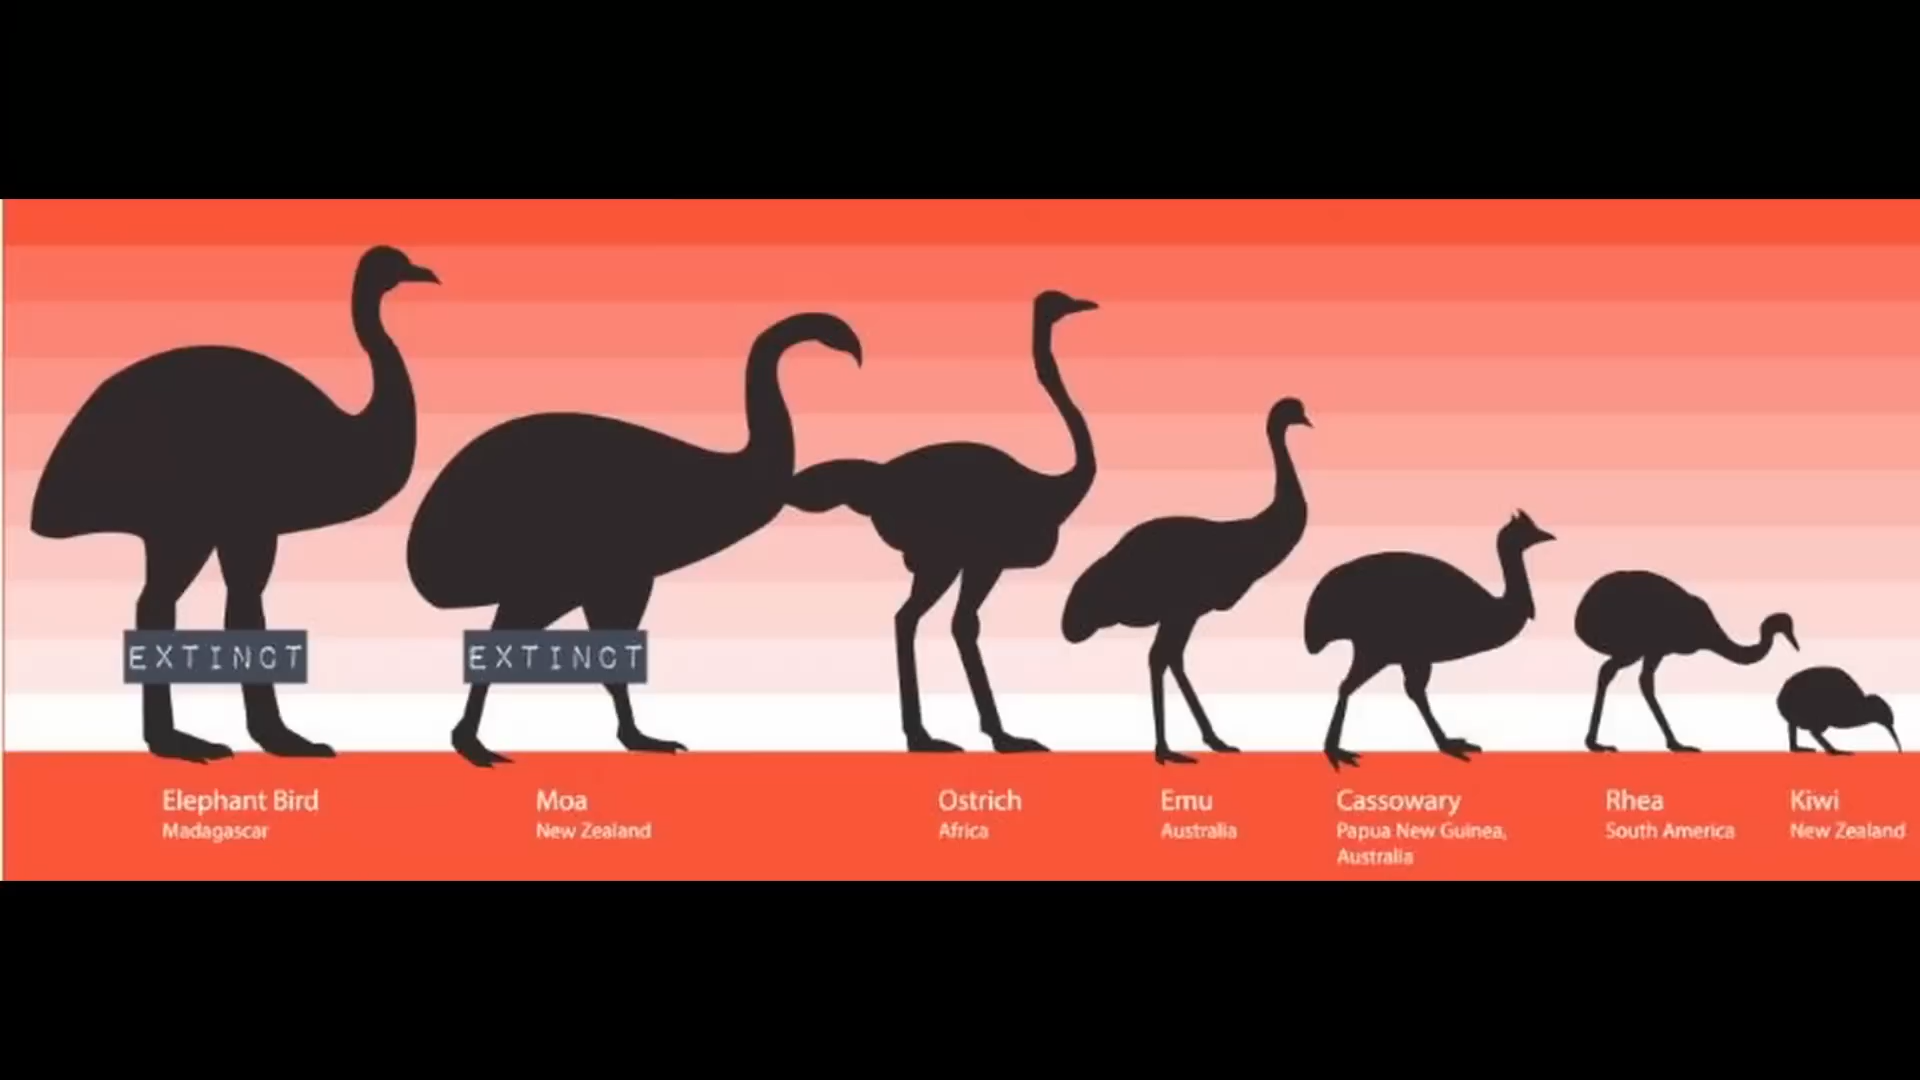 EXTINCT
EXTINCT
Elephant Bird
Madagascar
Moa
New Zealand
Ostrich
Africa
Emu
Australia
Cassowary
Papua New Guinea,
Australia
Rhea
South America
Kiwi
New Zealand